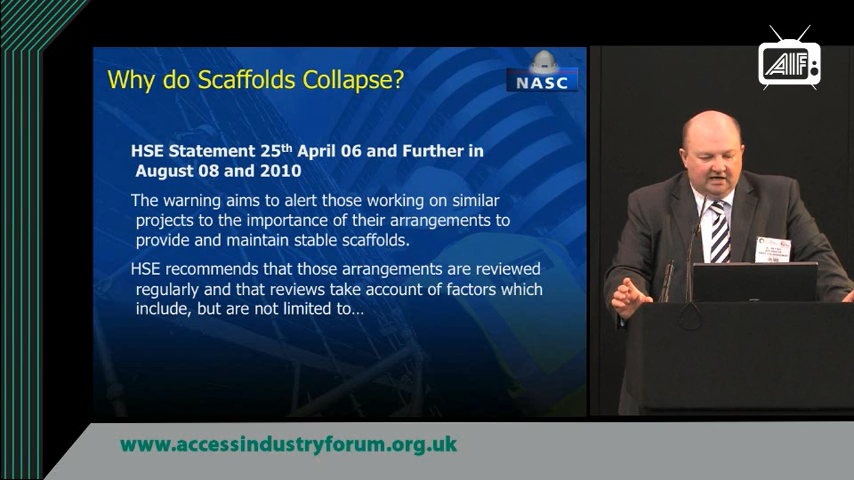 AIF
Why do Scaffolds Collapse?
NASC
HSE Statement 25th April 06 and Further in
August 08 and 2010
The warning aims to alert those working on similar
projects to the importance of their arrangements to
provide and maintain stable scaffolds.
HSE recommends that those arrangements are reviewed
regularly and that reviews take account of factors which
include, but are not limited to…
www.accessindustryforum.org.uk